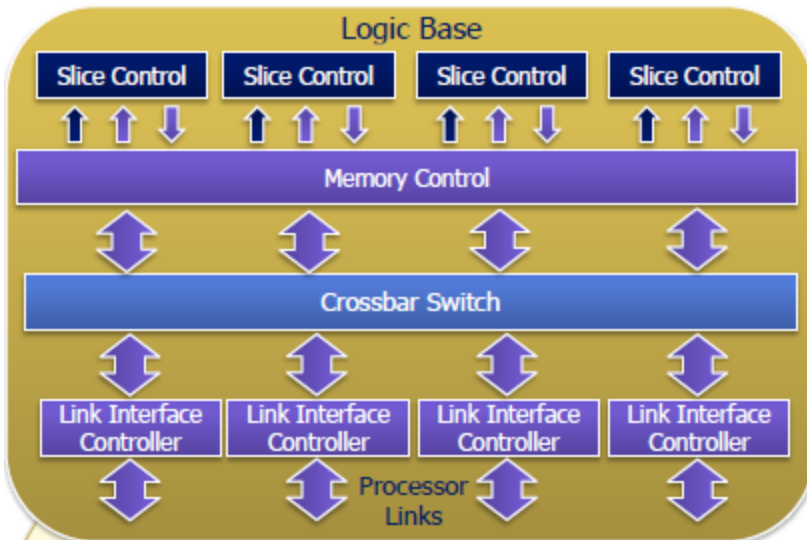 Logic Base
Slice Control
Slice Control
Slice Control
Slice Control
Memory Control
Crossbar Switch
Link Interface
Controller
Link Interface
Controller
Link Interface
Controller
Link Interface
Controller
Processor
Links